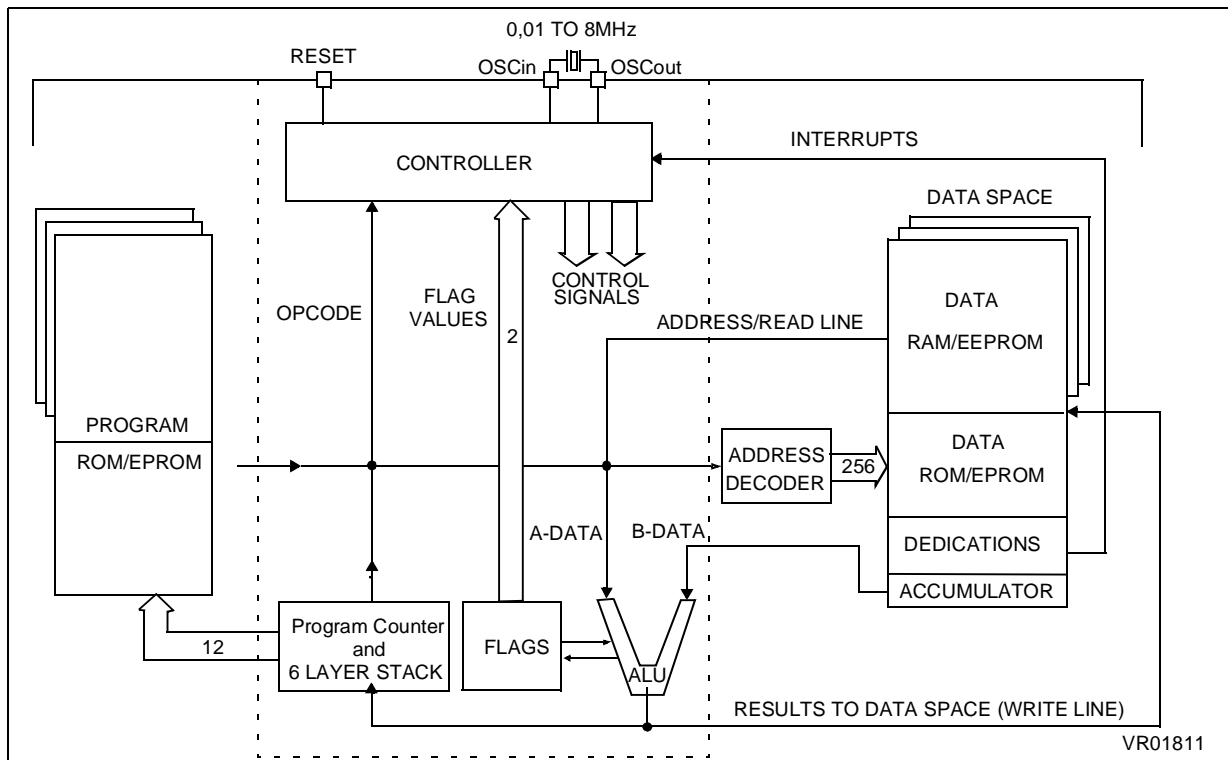 0,01 TO 8MHz
RESET
OSCin
OSCout
CONTROLLER
INTERRUPTS
DATA SPACE
OPCODE
FLAG
VALUES
2
CONTROL
SIGNALS
ADDRESS/READ LINE
DATA
RAM/EEPROM
PROGRAM
ROM/EPROM
ADDRESS
DECODER
256
DATA
ROM/EPROM
A-DATA
B-DATA
DEDICATIONS
ACCUMULATOR
12
Program Counter
and
6 LAYER STACK
FLAGS
ALU
RESULTS TO DATA SPACE (WRITE LINE)
VR01811